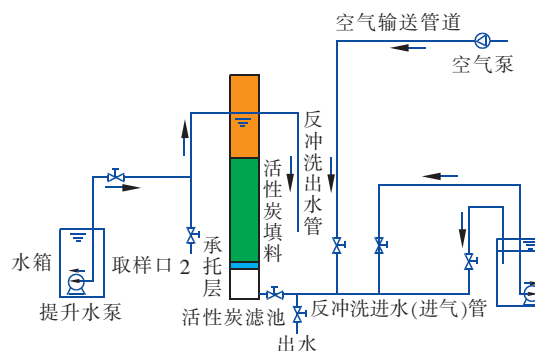 空气输送管道
空气泵
反冲洗出水管
活性炭填料
承托层
水箱
取样口 2
提升水泵
活性炭滤池
反冲洗进水(进气)管
出水